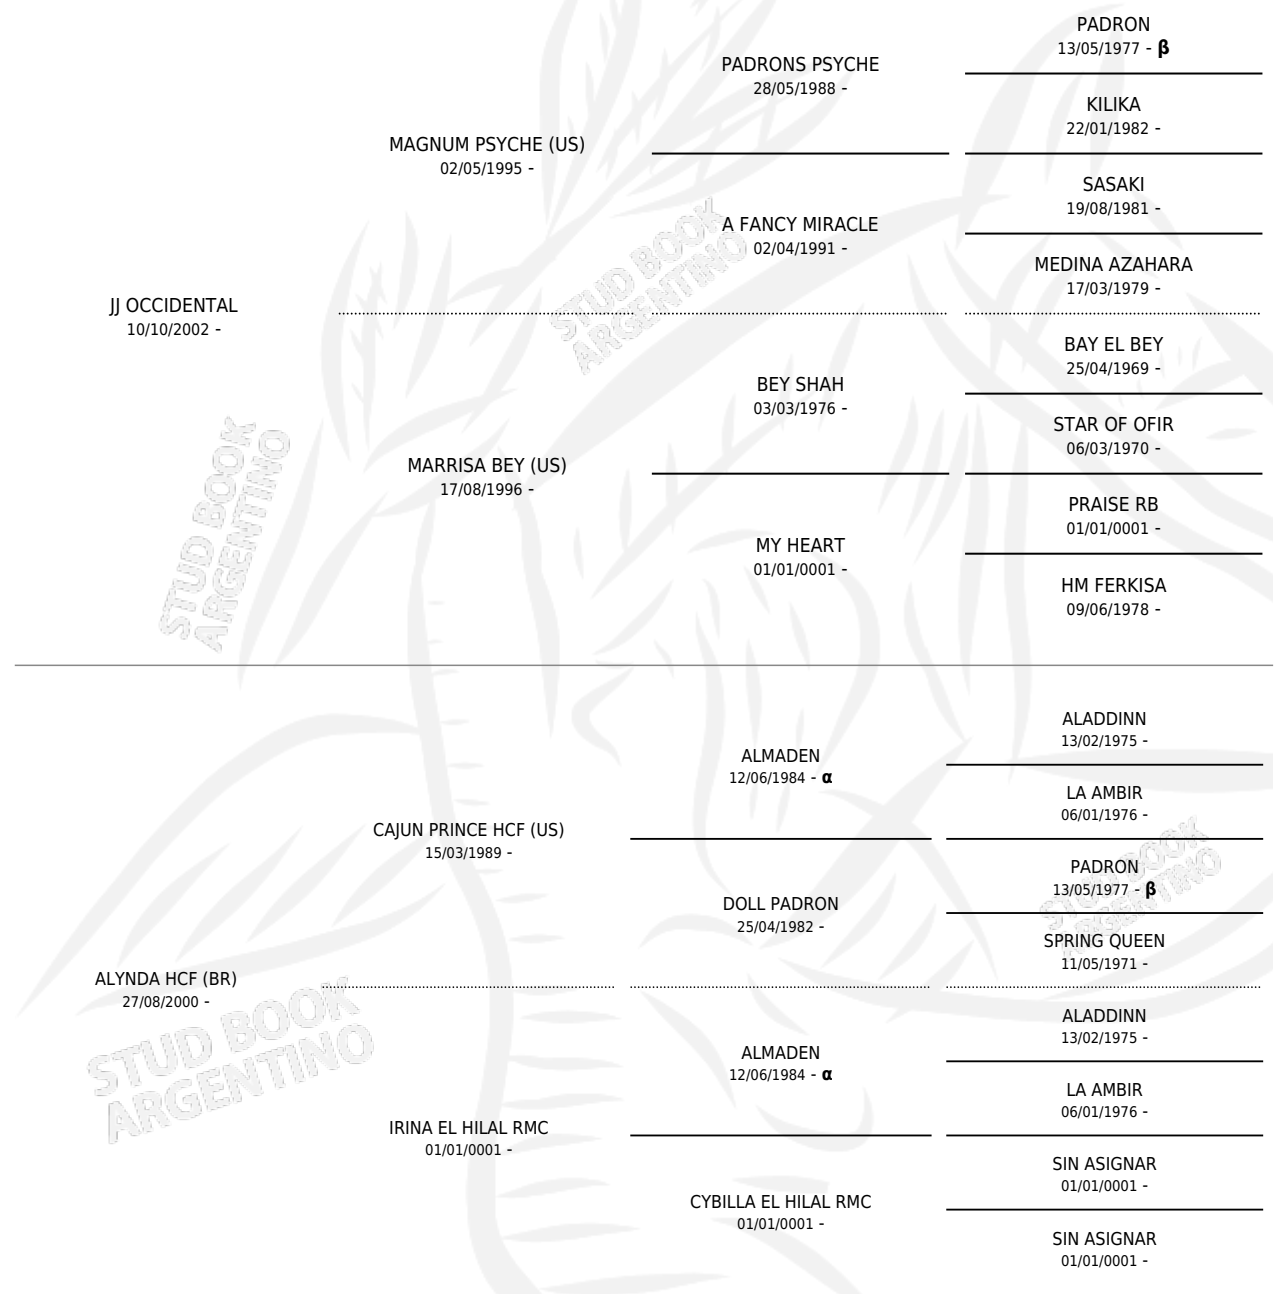 PADRON
13/05/1977 - β
PADRONS PSYCHE
28/05/1988 -
KILIKA
22/01/1982 -
MAGNUM PSYCHE (US)
02/05/1995 -
SASAKI
19/08/1981 -
A FANCY MIRACLE
02/04/1991 -
MEDINA AZAHARA
17/03/1979 -
JJ OCCIDENTAL
10/10/2002 -
BAY EL BEY
25/04/1969 -
BEY SHAH
03/03/1976 -
STAR OF OFIR
06/03/1970 -
MARRISA BEY (US)
17/08/1996 -
PRAISE RB
01/01/0001 -
MY HEART
01/01/0001 -
HM FERKISA
09/06/1978 -
ALADDINN
13/02/1975 -
ALMADEN
12/06/1984 - α
LA AMBIR
06/01/1976 -
CAJUN PRINCE HCF (US)
15/03/1989 -
PADRON
13/05/1977 - β
DOLL PADRON
25/04/1982 -
SPRING QUEEN
11/05/1971 -
ALYNDA HCF (BR)
27/08/2000 -
ALADDINN
13/02/1975 -
ALMADEN
12/06/1984 - α
LA AMBIR
06/01/1976 -
IRINA EL HILAL RMC
01/01/0001 -
SIN ASIGNAR
01/01/0001 -
CYBILLA EL HILAL RMC
01/01/0001 -
SIN ASIGNAR
01/01/0001 -
STUD BOOK
ARGENTINO
STUD BOOK
ARGENTINO
STUD BOOK
ARGENTINO
STUD BOOK
ARGENTINO